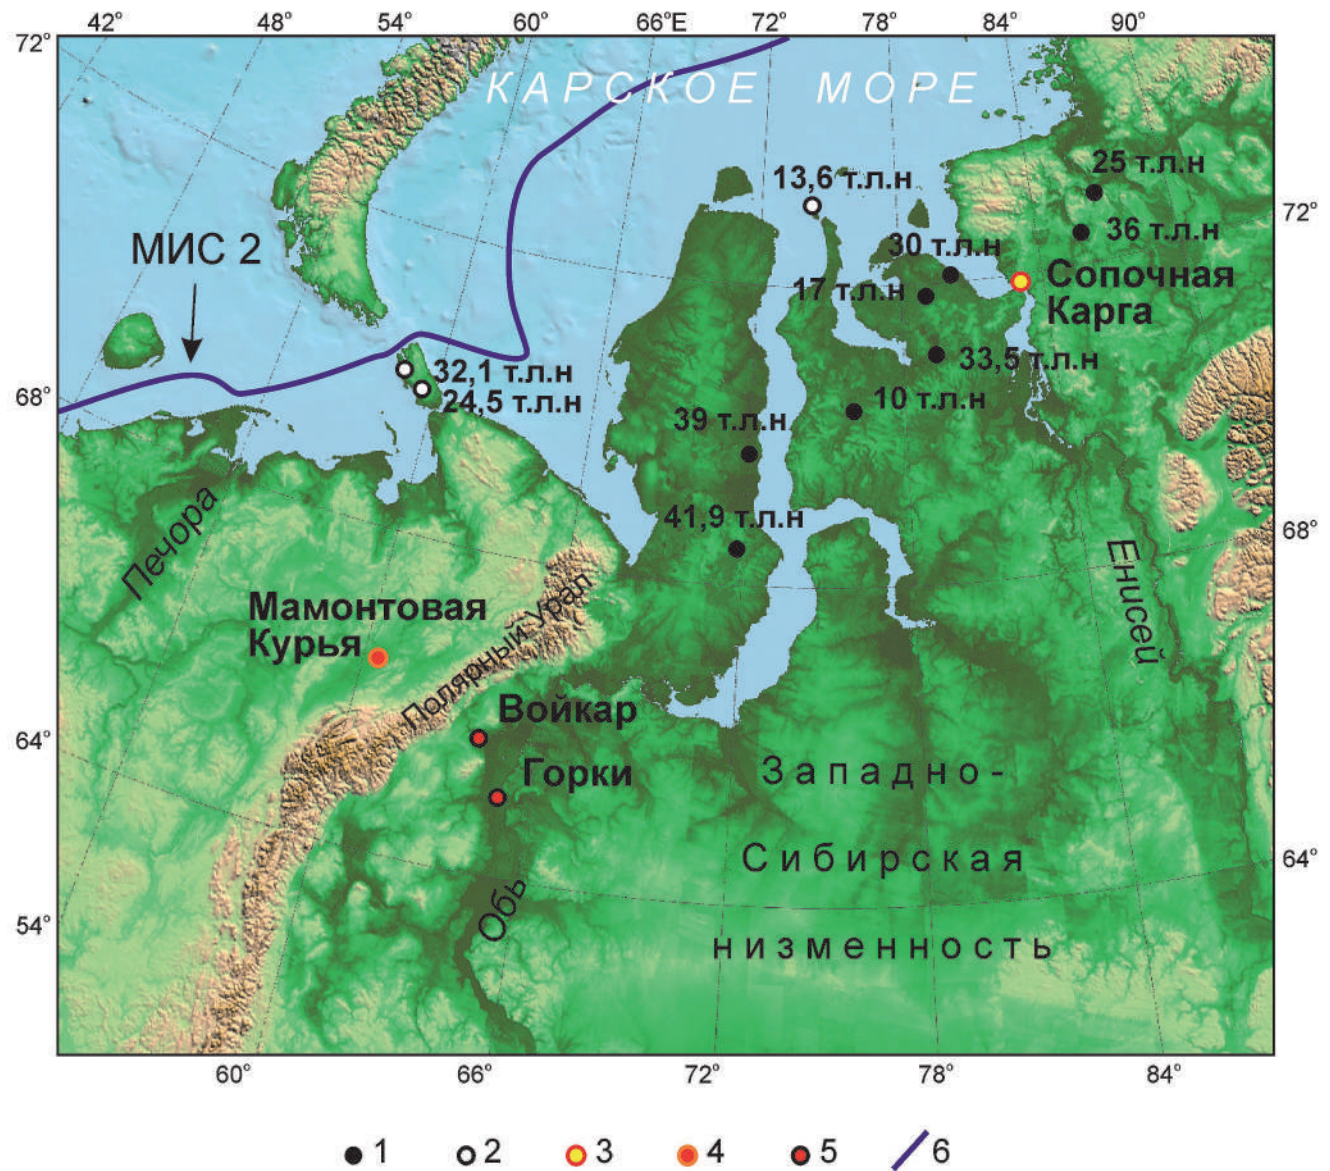 42° 48° 54° 60° 66°E 72° 78° 84° 90°
72°
КАРСКОЕ МОРЕ
25 т.л.н
13,6 т.л.н
72°
36 т.л.н
МИС 2
30 т.л.н
Сопочная
Карга
17 т.л.н
32,1 т.л.н
33,5 т.л.н
24,5 т.л.н
68°
10 т.л.н
39 т.л.н
41,9 т.л.н
68°
Печора
Енисей
Мамонтовая
Курья
Полярный Урал
Войкар
64°
Горки
Западно-
Сибирская
64°
Обь
54°
низменность
60° 66° 72° 78° 84°
1 2 3 4 5 6